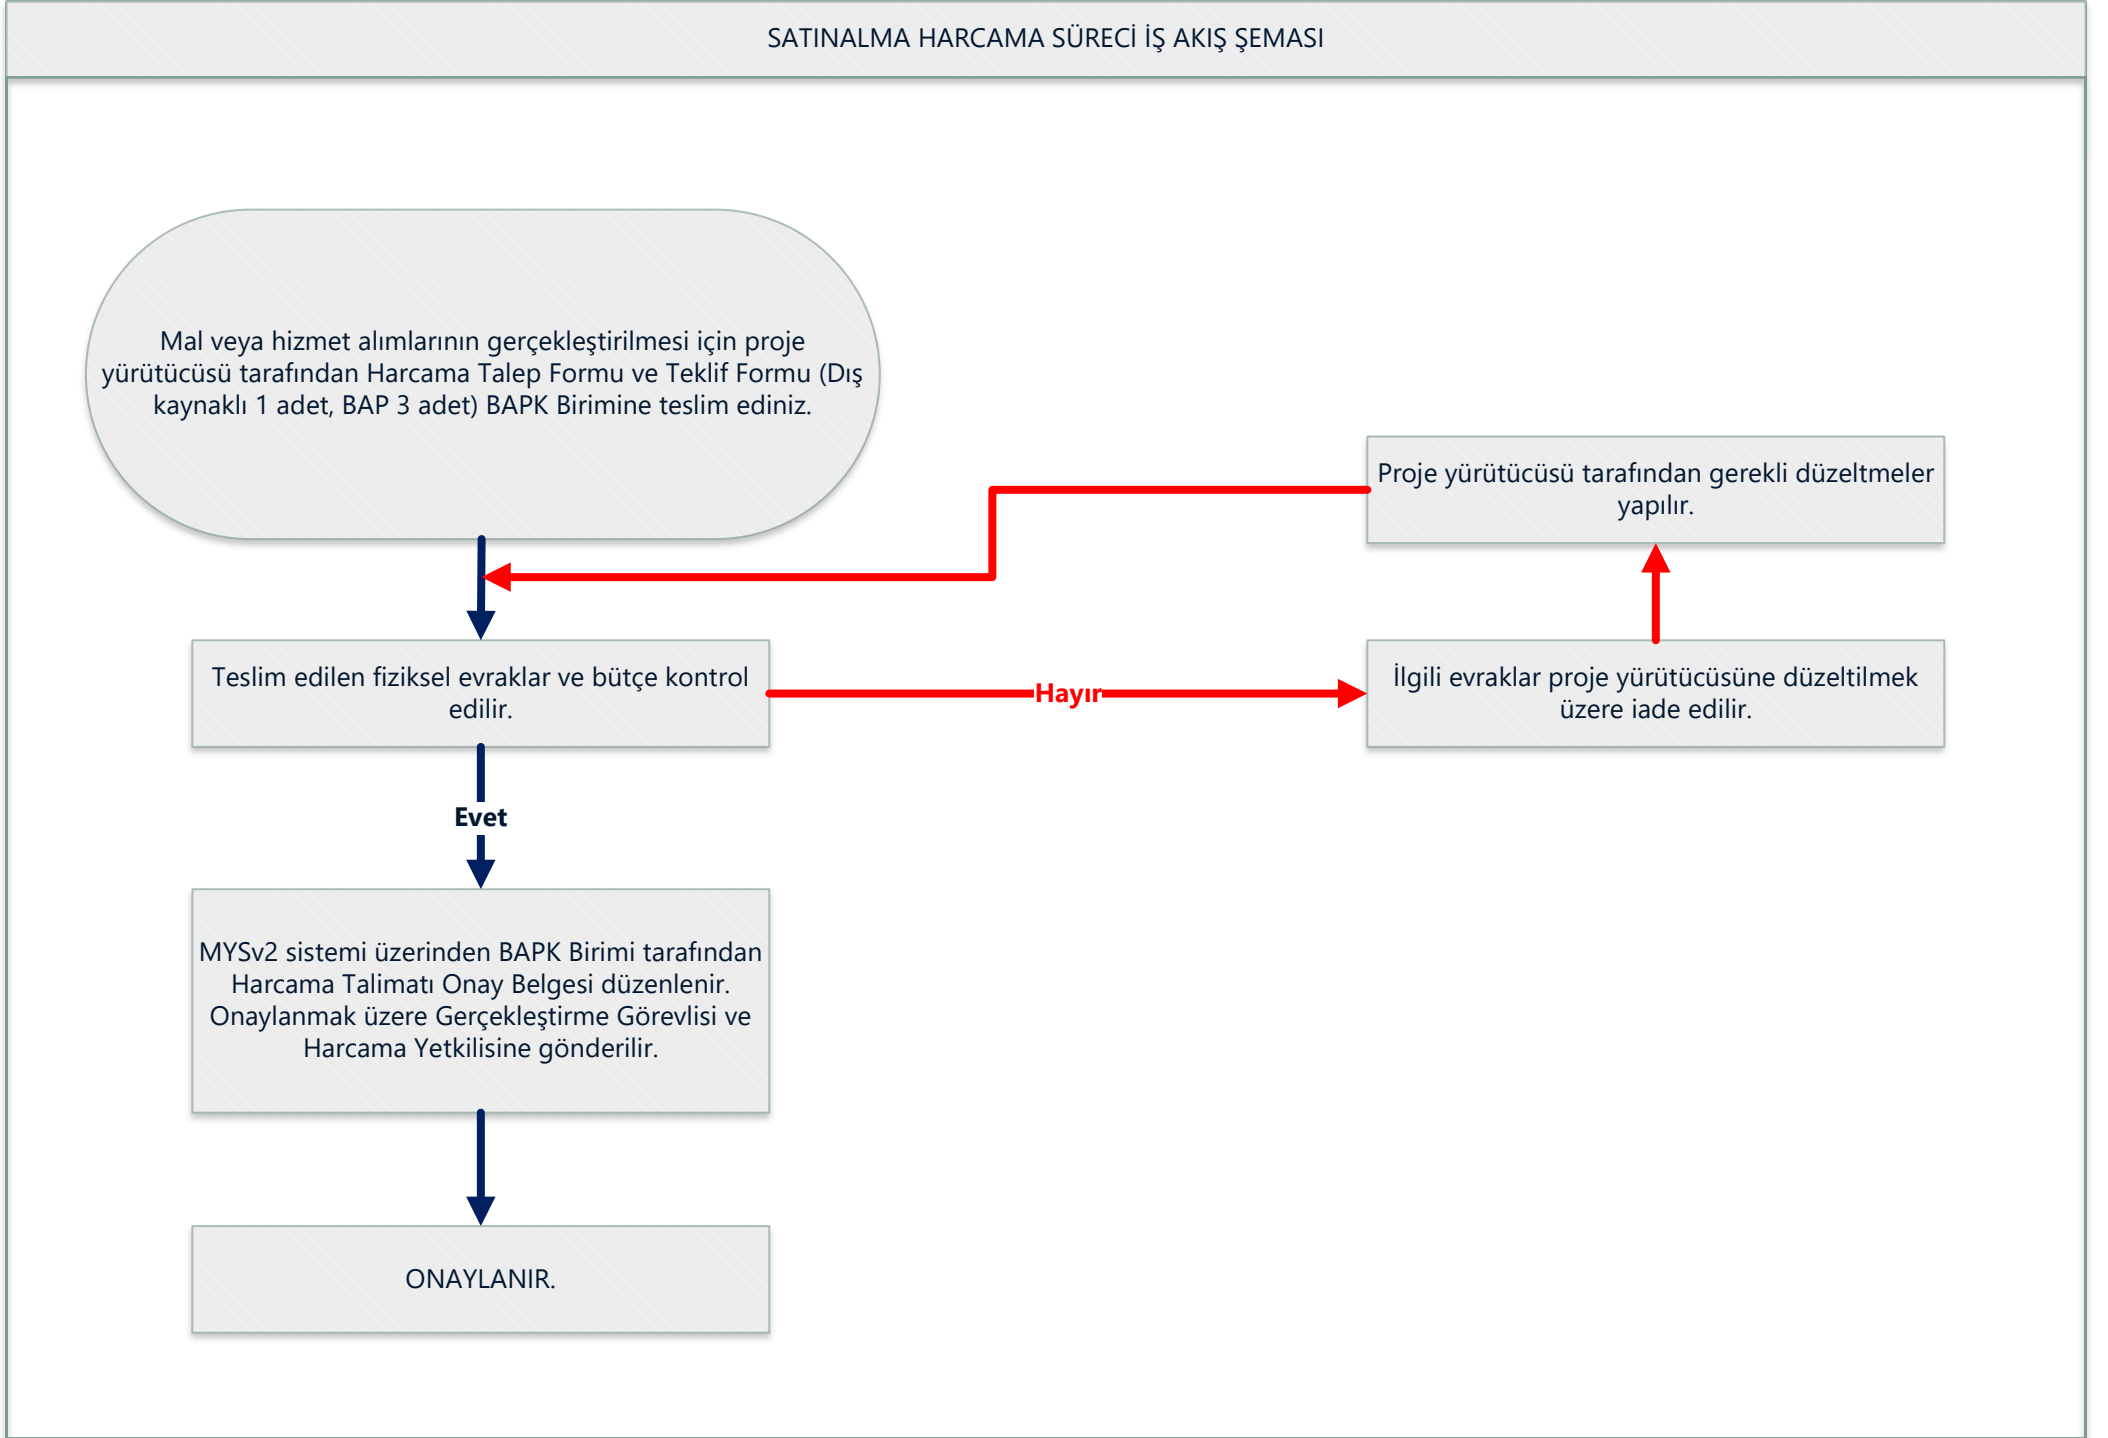 SATINALMA HARCAMA SÜRECİ İŞ AKIŞ ŞEMASI
Mal veya hizmet alımlarının gerçekleştirilmesi için proje
yürütücüsü tarafından Harcama Talep Formu ve Teklif Formu (Dış
kaynaklı 1 adet, BAP 3 adet) BAPK Birimine teslim ediniz.
Proje yürütücüsü tarafından gerekli düzeltmeler
yapılır.
Teslim edilen fiziksel evraklar ve bütçe kontrol
edilir.
Hayır
İlgili evraklar proje yürütücüsüne düzeltilmek
üzere iade edilir.
Evet
MYSv2 sistemi üzerinden BAPK Birimi tarafından
Harcama Talimatı Onay Belgesi düzenlenir.
Onaylanmak üzere Gerçekleştirme Görevlisi ve
Harcama Yetkilisine gönderilir.
ONAYLANIR.